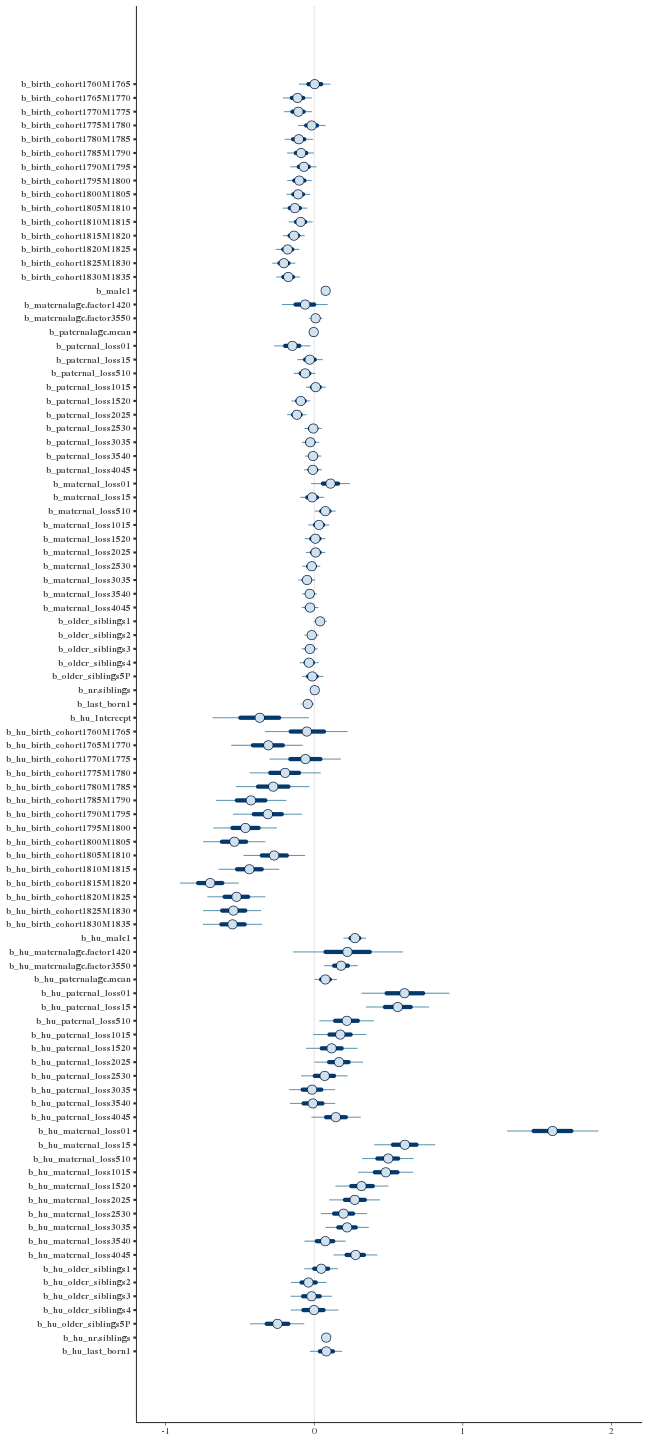 b_birth_cohort1760M1765
b_birth_cohort1765M1770
b_birth_cohort1770M1775
b_birth_cohort1775M1780
b_birth_cohort1780M1785
b_birth_cohort1785M1790
b_birth_cohort1790M1795
b_birth_cohort1795M1800
b_birth_cohort1800M1805
b_birth_cohort1805M1810
b_birth_cohort1810M1815
b_birth_cohort1815M1820
b_birth_cohort1820M1825
b_birth_cohort1825M1830
b_birth_cohort1830M1835
b_male1
b_maternalage.factor1420
b_maternalage.factor3550
b_paternalage.mean
b_paternal_loss01
b_paternal_loss15
b_paternal_loss510
b_paternal_loss1015
b_paternal_loss1520
b_paternal_loss2025
b_paternal_loss2530
b_paternal_loss3035
b_paternal_loss3540
b_paternal_loss4045
b_maternal_loss01
b_maternal_loss15
b_maternal_loss510
b_maternal_loss1015
b_maternal_loss1520
b_maternal_loss2025
b_maternal_loss2530
b_maternal_loss3035
b_maternal_loss3540
b_maternal_loss4045
b_older_siblings1
b_older_siblings2
b_older_siblings3
b_older_siblings4
b_older_siblings5P
b_nr.siblings
b_last_born1
b_hu_Intercept
b_hu_birth_cohort1760M1765
b_hu_birth_cohort1765M1770
b_hu_birth_cohort1770M1775
b_hu_birth_cohort1775M1780
b_hu_birth_cohort1780M1785
b_hu_birth_cohort1785M1790
b_hu_birth_cohort1790M1795
b_hu_birth_cohort1795M1800
b_hu_birth_cohort1800M1805
b_hu_birth_cohort1805M1810
b_hu_birth_cohort1810M1815
b_hu_birth_cohort1815M1820
b_hu_birth_cohort1820M1825
b_hu_birth_cohort1825M1830
b_hu_birth_cohort1830M1835
b_hu_male1
b_hu_maternalage.factor1420
b_hu_maternalage.factor3550
b_hu_paternalage.mean
b_hu_paternal_loss01
b_hu_paternal_loss15
b_hu_paternal_loss510
b_hu_paternal_loss1015
b_hu_paternal_loss1520
b_hu_paternal_loss2025
b_hu_paternal_loss2530
b_hu_paternal_loss3035
b_hu_paternal_loss3540
b_hu_paternal_loss4045
b_hu_maternal_loss01
b_hu_maternal_loss15
b_hu_maternal_loss510
b_hu_maternal_loss1015
b_hu_maternal_loss1520
b_hu_maternal_loss2025
b_hu_maternal_loss2530
b_hu_maternal_loss3035
b_hu_maternal_loss3540
b_hu_maternal_loss4045
b_hu_older_siblings1
b_hu_older_siblings2
b_hu_older_siblings3
b_hu_older_siblings4
b_hu_older_siblings5P
b_hu_nr.siblings
b_hu_last_born1
-1 0 1 2